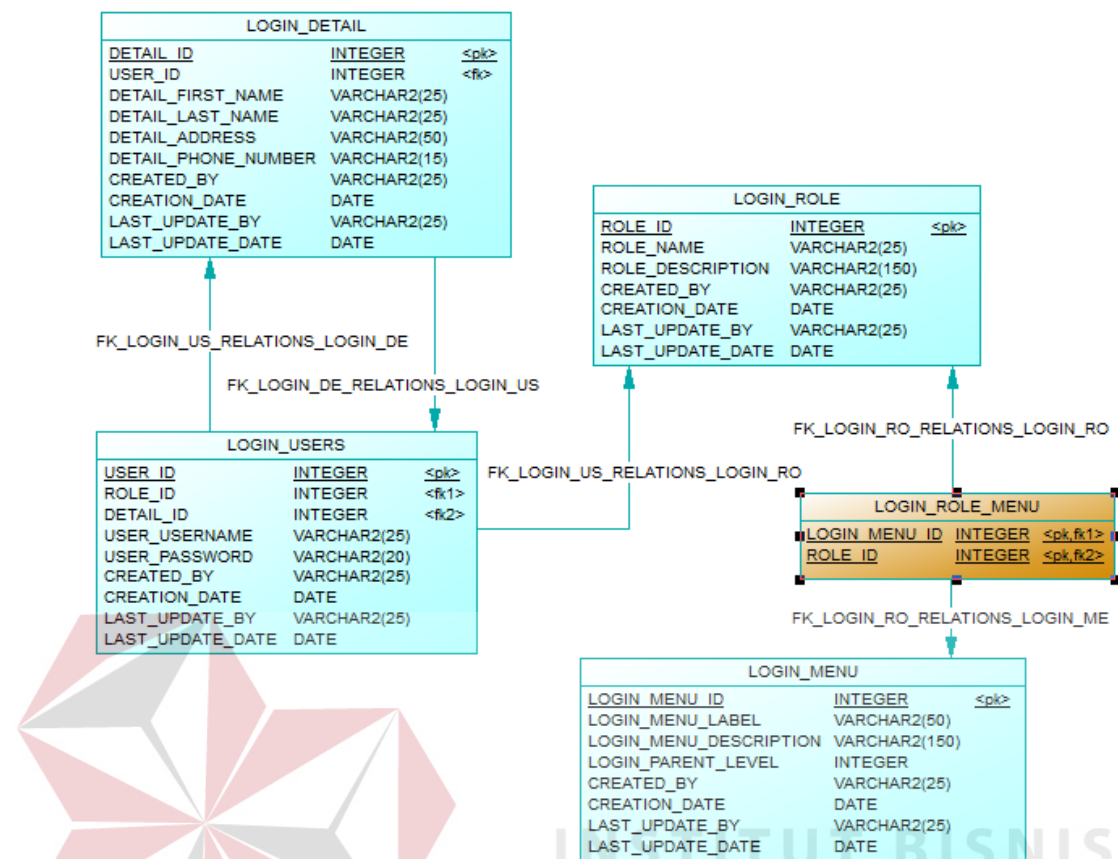 LOGIN_DETAIL
DETAIL_ID INTEGER <pk>
USER_ID INTEGER <fk>
DETAIL_FIRST_NAME VARCHAR2(25)
DETAIL_LAST_NAME VARCHAR2(25)
DETAIL_ADDRESS VARCHAR2(50)
DETAIL_PHONE_NUMBER VARCHAR2(15)
CREATED_BY VARCHAR2(25)
CREATION_DATE DATE
LAST_UPDATE_BY VARCHAR2(25)
LAST_UPDATE_DATE DATE
FK_LOGIN_US_RELATIONS_LOGIN_DE
FK_LOGIN_DE_RELATIONS_LOGIN_US
LOGIN_USERS
USER_ID INTEGER <pk>
ROLE_ID INTEGER <fk1>
DETAIL_ID INTEGER <fk2>
USER_USERNAME VARCHAR2(25)
USER_PASSWORD VARCHAR2(20)
CREATED_BY VARCHAR2(25)
CREATION_DATE DATE
LAST_UPDATE_BY VARCHAR2(25)
LAST_UPDATE_DATE DATE
FK_LOGIN_US_RELATIONS_LOGIN_RO
LOGIN_ROLE
ROLE_ID INTEGER <pk>
ROLE_NAME VARCHAR2(25)
ROLE_DESCRIPTION VARCHAR2(150)
CREATED_BY VARCHAR2(25)
CREATION_DATE DATE
LAST_UPDATE_BY VARCHAR2(25)
LAST_UPDATE_DATE DATE
FK_LOGIN_RO_RELATIONS_LOGIN_RO
LOGIN_ROLE_MENU
LOGIN_MENU_ID INTEGER <pk,fk1>
ROLE_ID INTEGER <pk,fk2>
FK_LOGIN_RO_RELATIONS_LOGIN_ME
LOGIN_MENU
LOGIN_MENU_ID INTEGER <pk>
LOGIN_MENU_LABEL VARCHAR2(50)
LOGIN_MENU_DESCRIPTION VARCHAR2(150)
LOGIN_PARENT_LEVEL INTEGER
CREATED_BY VARCHAR2(25)
CREATION_DATE DATE
LAST_UPDATE_BY VARCHAR2(25)
LAST_UPDATE_DATE DATE
INSTITUT BISNIS